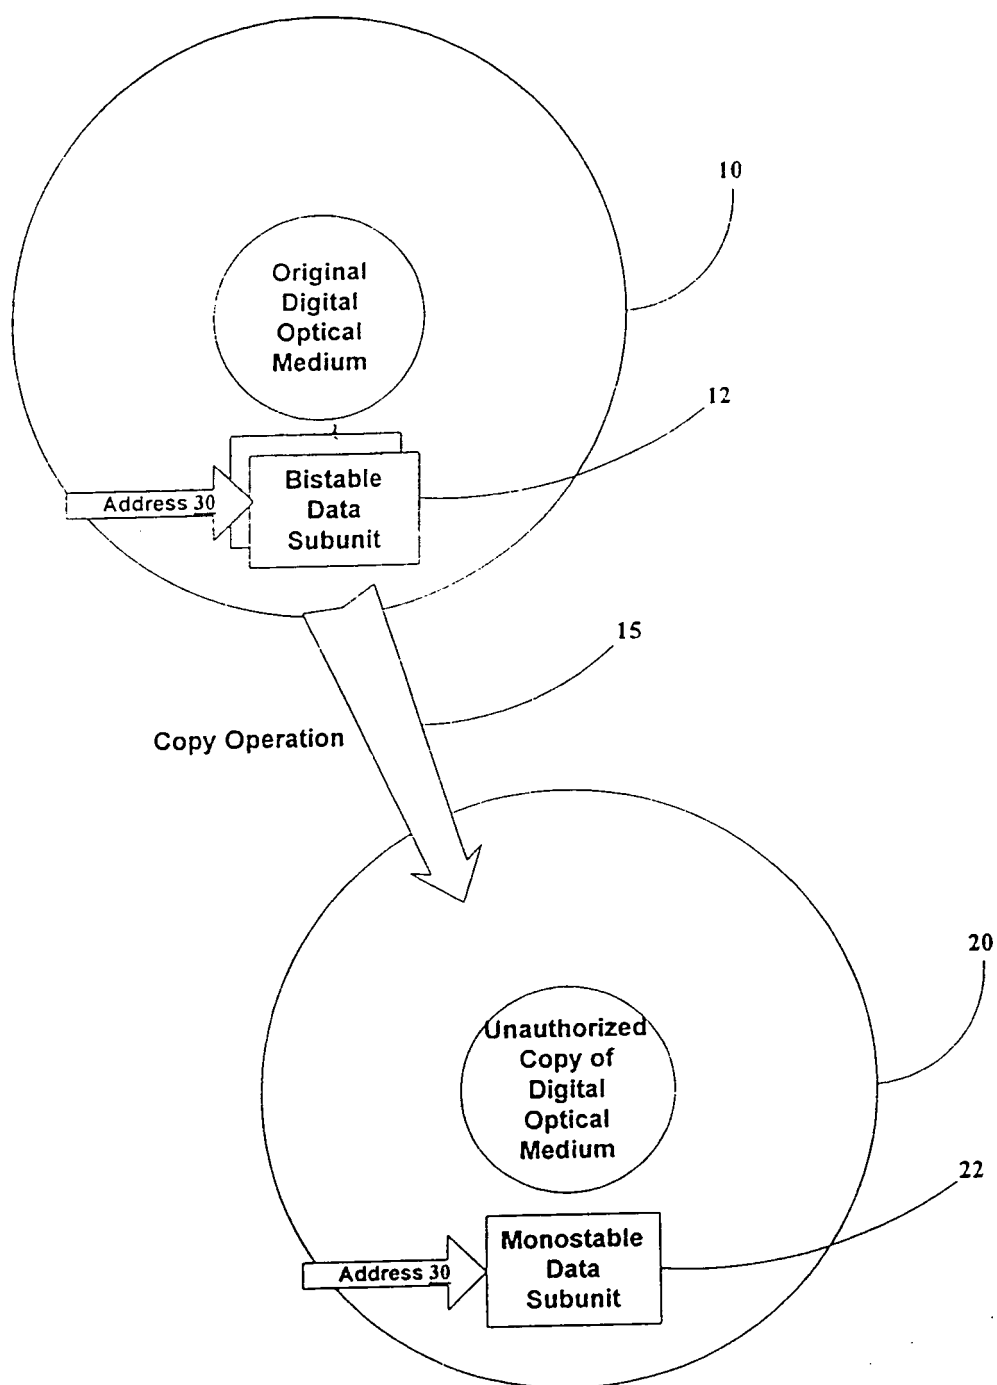 10
Original
Digital
Optical
Medium
12
Address 30
Bistable
Data
Subunit
15
Copy Operation
20
Unauthorized
Copy of
Digital
Optical
Medium
22
Address 30
Monostable
Data
Subunit